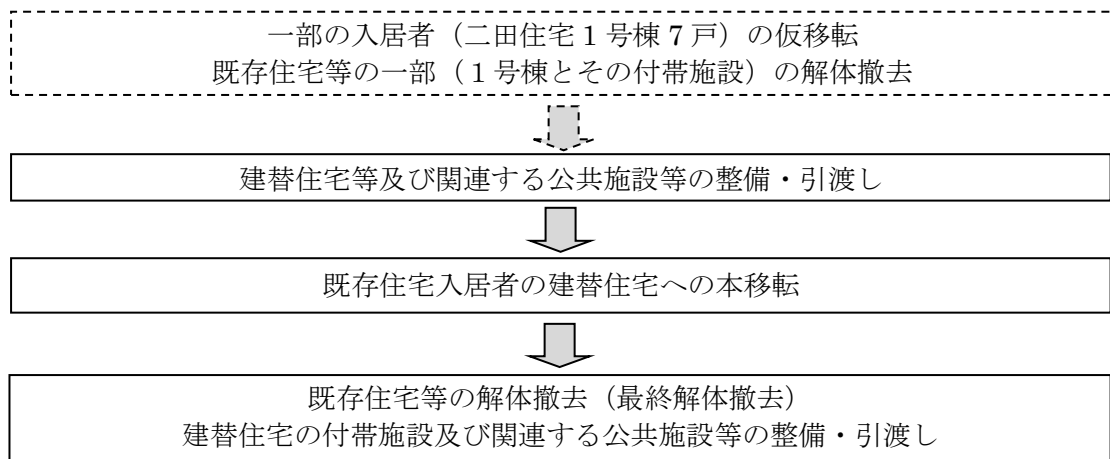 一部の入居者（二田住宅１号棟７戸）の仮移転
既存住宅等の一部（１号棟とその付帯施設）の解体撤去
建替住宅等及び関連する公共施設等の整備・引渡し
既存住宅入居者の建替住宅への本移転
既存住宅等の解体撤去（最終解体撤去）
建替住宅の付帯施設及び関連する公共施設等の整備・引渡し